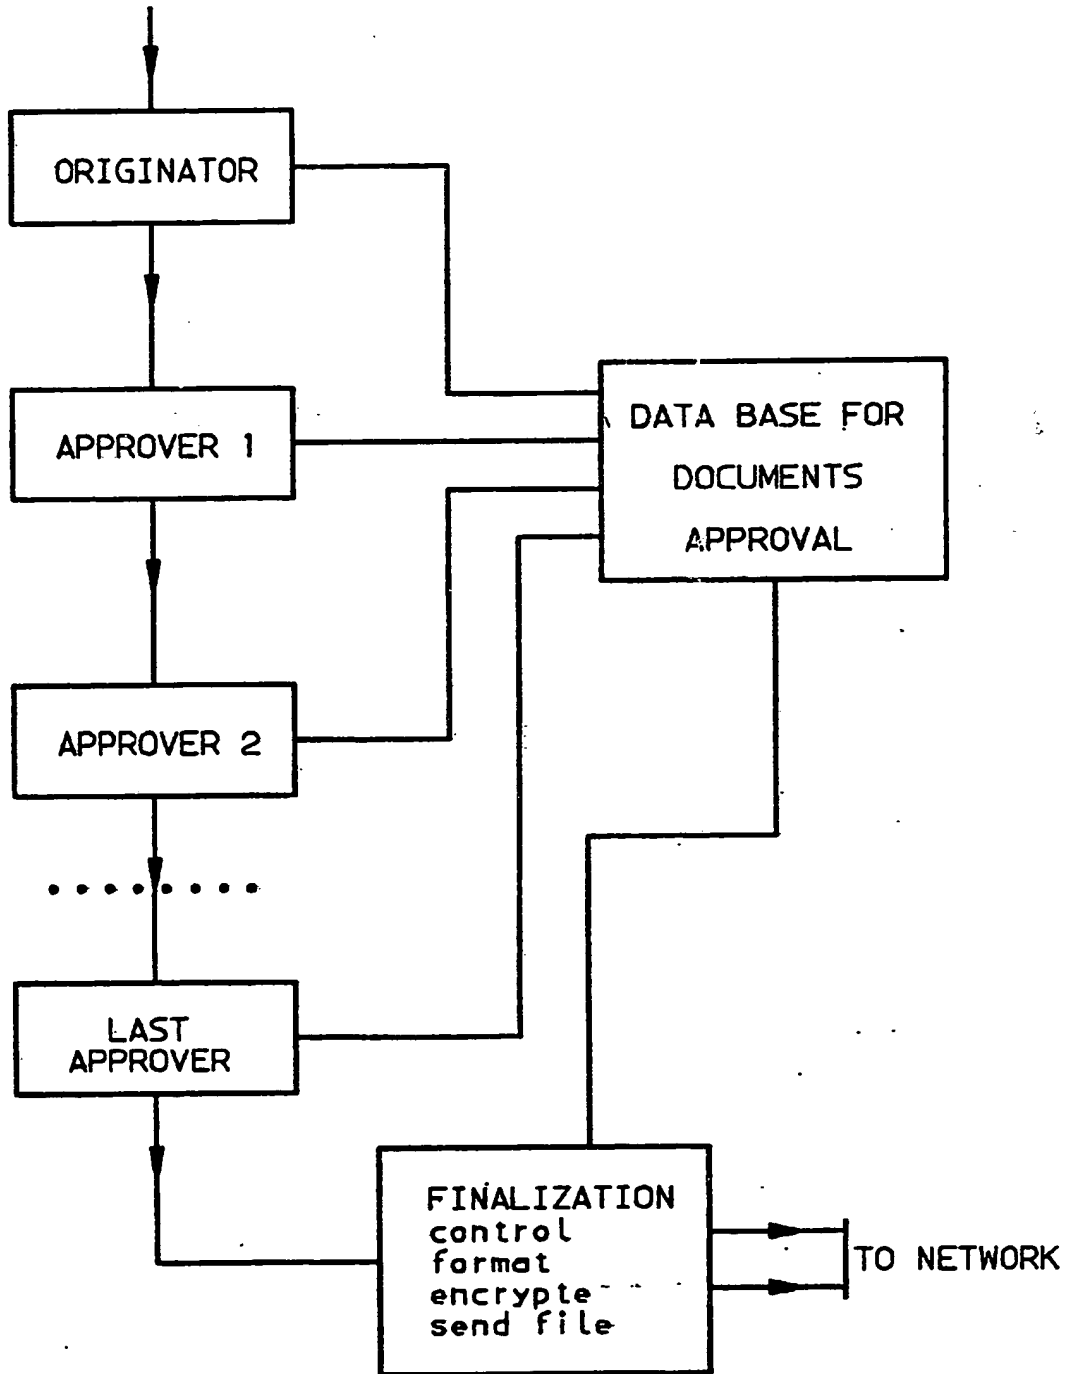 ORIGINATOR
APPROVER 1
DATA BASE FOR
DOCUMENTS
APPROVAL
APPROVER 2
LAST
APPROVER
FINALIZATION
control
format
encrypte
send file
TO NETWORK